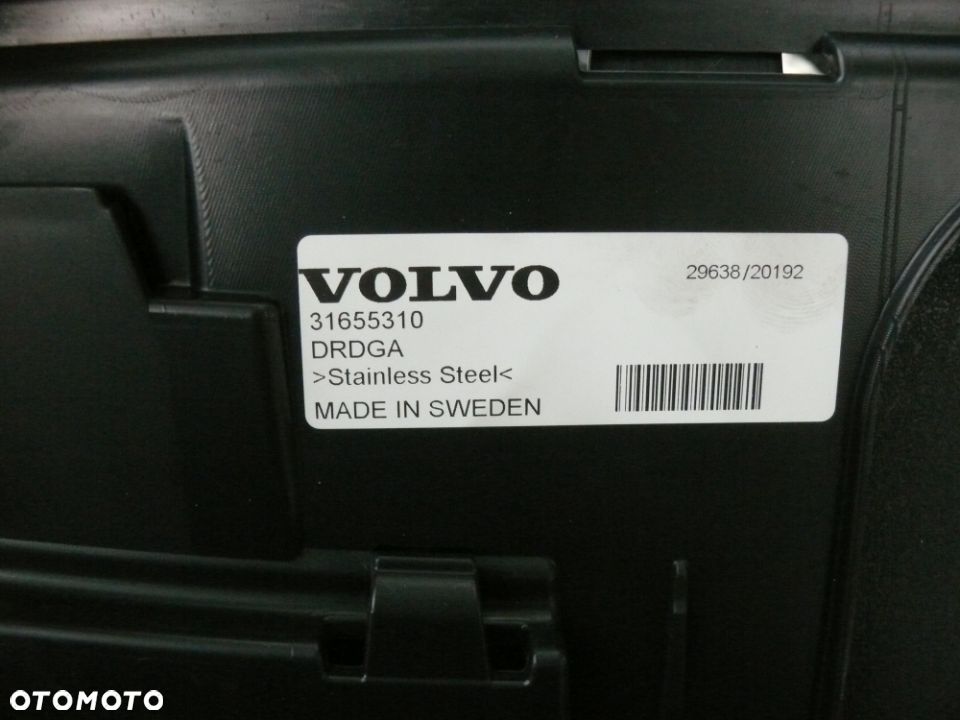 VOLVO
29638/20192
31655310
DRDGA
>Stainless Steel<
MADE IN SWEDEN
OTOMOTO